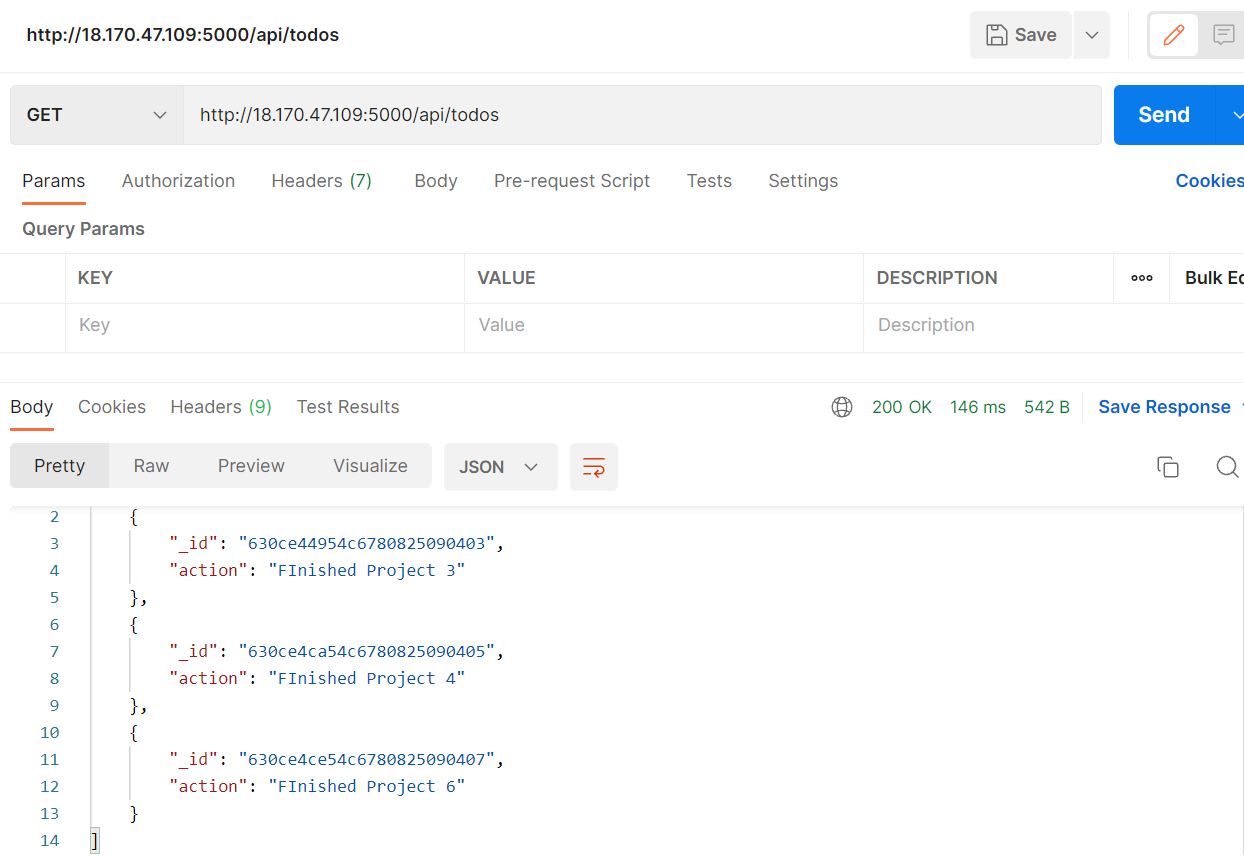 http://18.170.47.109:5000/api/todos
Save
GET
http://18.170.47.109:5000/api/todos
Send
Params Authorization Headers (7) Body Pre-request Script Tests Settings Cookies
Query Params
KEY VALUE DESCRIPTION ooo Bulk Ec
Key Value Description
Body Cookies Headers (9) Test Results 200 OK 146 ms 542 B Save Response
Pretty Raw Preview Visualize JSON
2 {
3 "_id": "630ce44954c6780825090403",
4 "action": "FInished Project 3"
5 },
6 {
7 "_id": "630ce4ca54c6780825090405",
8 "action": "FInished Project 4"
9 },
10 {
11 "_id": "630ce4ce54c6780825090407",
12 "action": "FInished Project 6"
13 }
14 ]